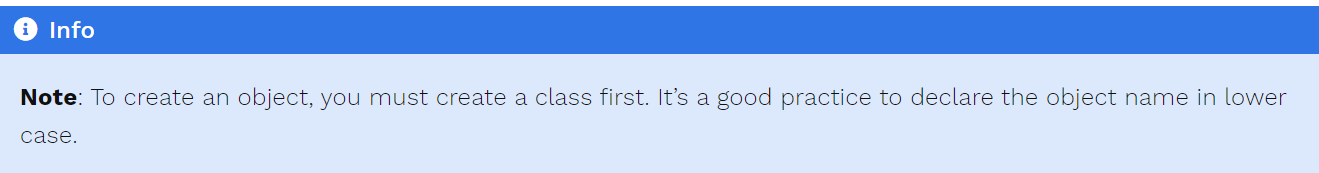 Info
Note: To create an object, you must create a class first. It’s a good practice to declare the object name in lower
case.